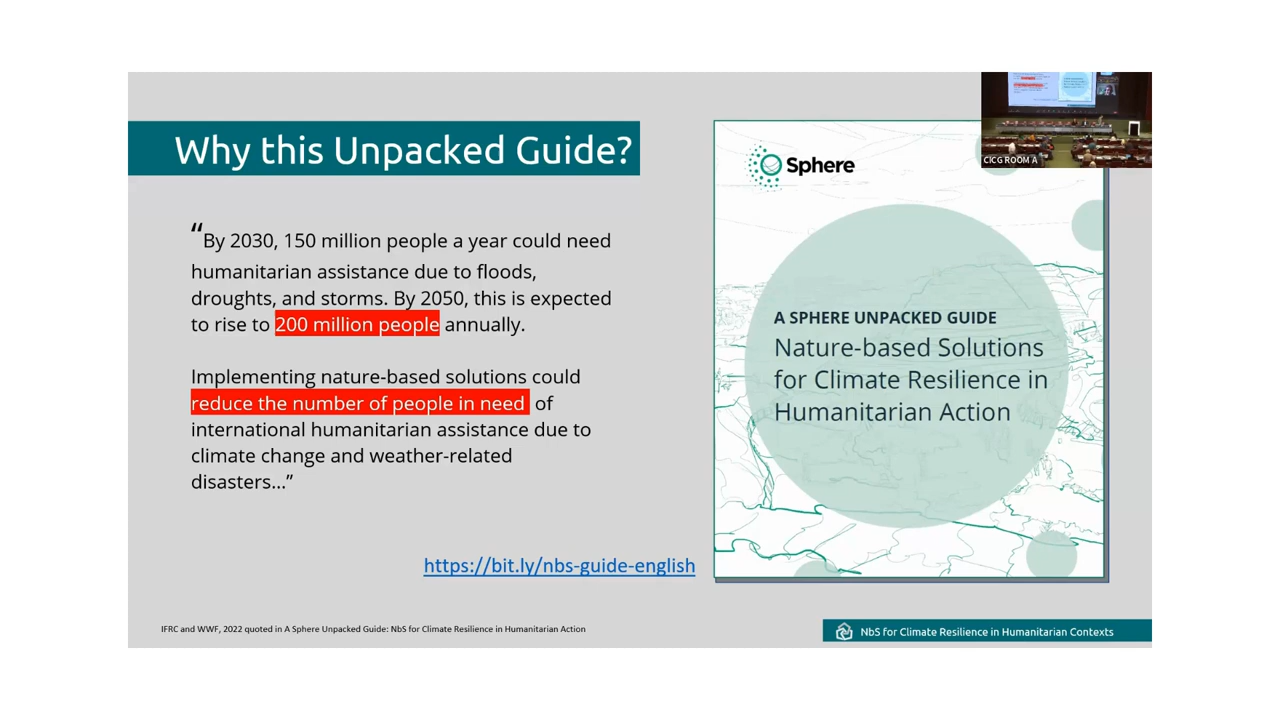 Why this Unpacked Guide?
“By 2030, 150 million people a year could need
humanitarian assistance due to floods,
droughts, and storms. By 2050, this is expected
to rise to 200 million people annually.
Implementing nature-based solutions could
reduce the number of people in need of
international humanitarian assistance due to
climate change and weather-related
disasters...”
https://bit.ly/nbs-guide-english
IFRC and WWF, 2022 quoted in A Sphere Unpacked Guide: NbS for Climate Resilience in Humanitarian Action
Sphere
A SPHERE UNPACKED GUIDE
Nature-based Solutions
for Climate Resilience in
Humanitarian Action
CICG ROOM A
NbS for Climate Resilience in Humanitarian Contexts